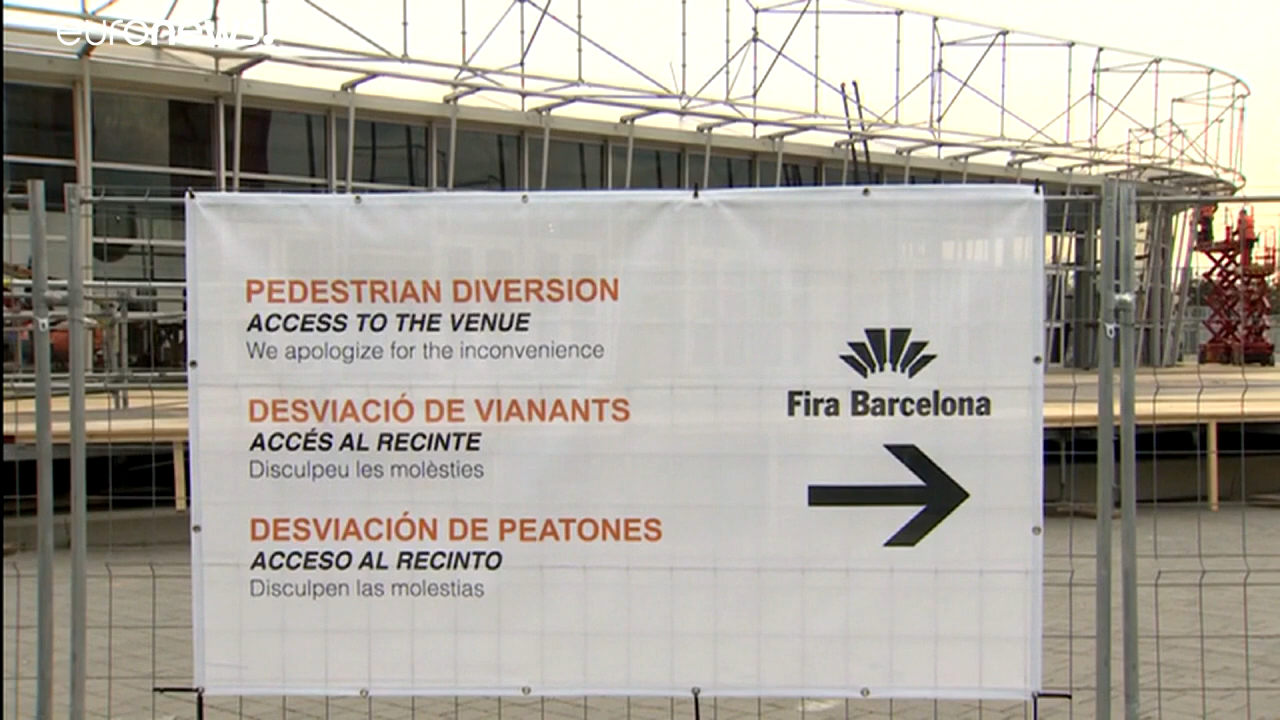 euronews.
PEDESTRIAN DIVERSION
ACCESS TO THE VENUE
We apologize for the inconvenience
DESVIACIÓ DE VIANANTS
ACCÉS AL RECINTE
Disculpeu les molèsties
DESVIACIÓN DE PEATONES
ACCESO AL RECINTO
Disculpen las molestias
Fira Barcelona